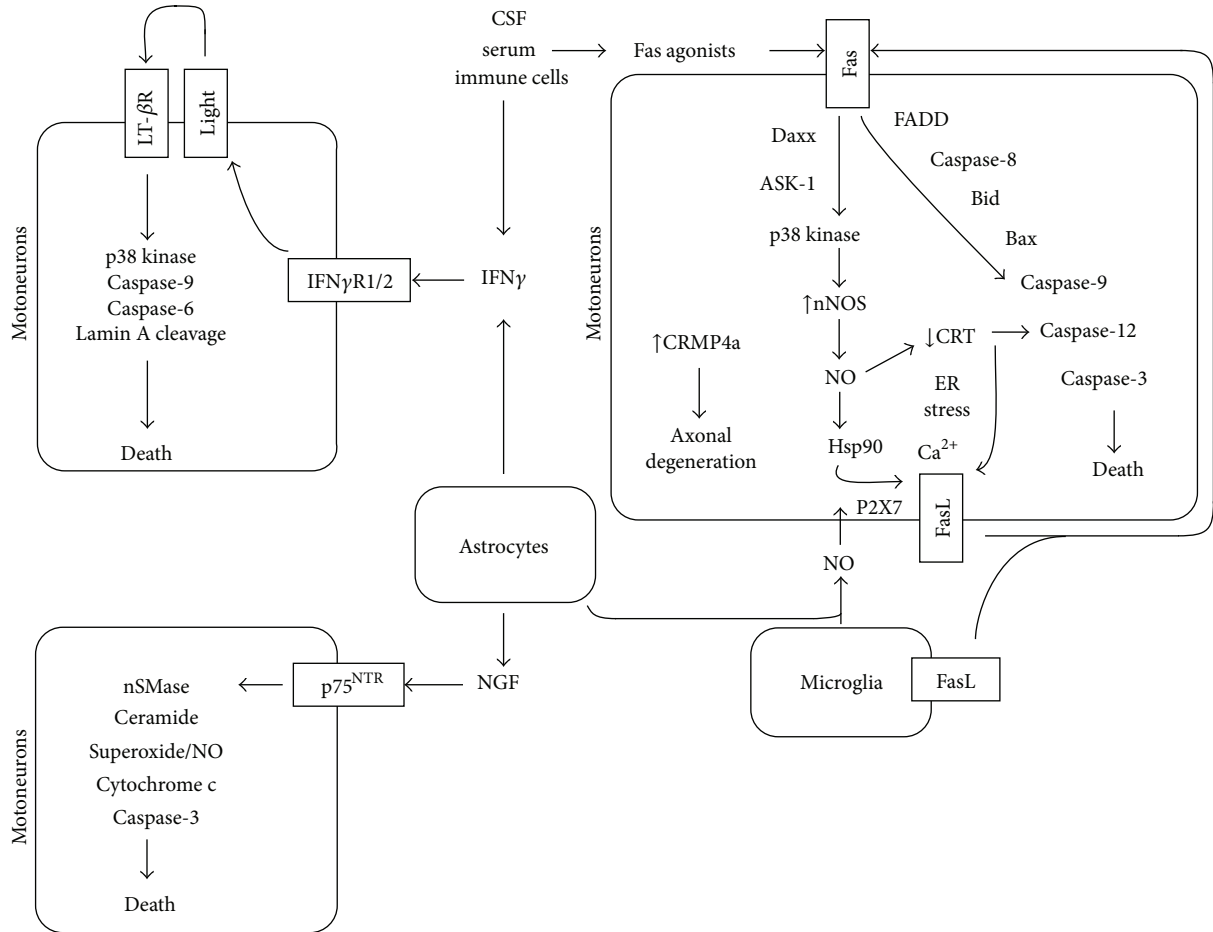 CSF
serum
immune cells
Fas agonists
Fas
LT-βR
Light
Motoneurons
p38 kinase
Caspase-9
Caspase-6
Lamin A cleavage
Death
IFNγR1/2
IFNγ
Motoneurons
Daxx
ASK-1
p38 kinase
↑nNOS
NO
Hsp90
FADD
Caspase-8
Bid
Bax
Caspase-9
↓CRT
Caspase-12
ER
stress
Caspase-3
Death
Ca²⁺
↑CRMP4a
Axonal
degeneration
P2X7
FasL
NO
Astrocytes
Microglia
FasL
NGF
p75ᴺᵀᴿ
Motoneurons
nSMase
Ceramide
Superoxide/NO
Cytochrome c
Caspase-3
Death